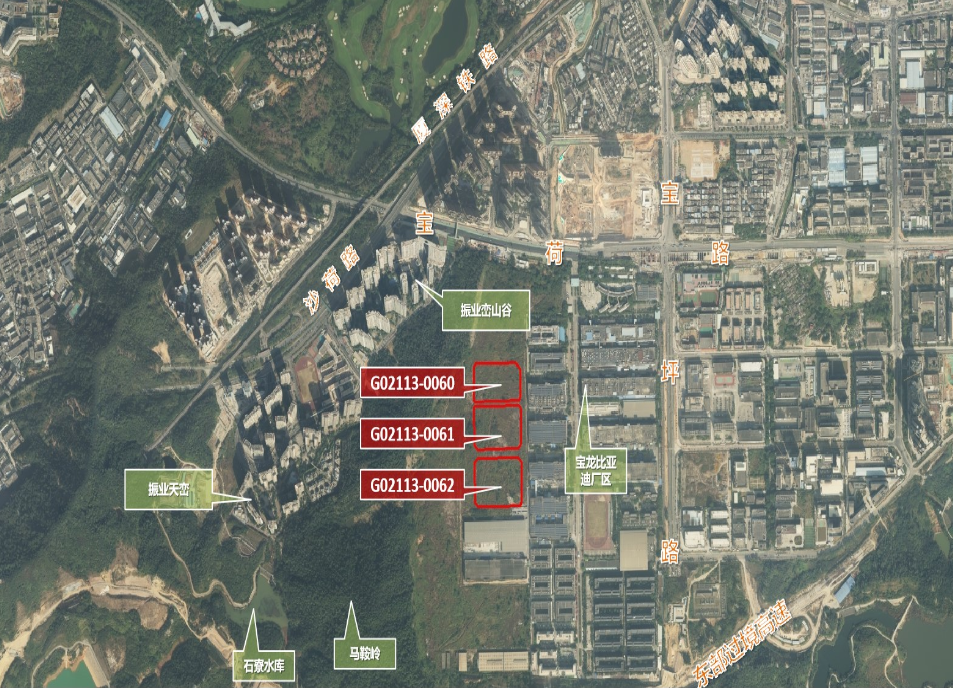 厦深铁路
宝荷路
宝坪路
沙荷路
振业峦山谷
G02113-0060
G02113-0061
G02113-0062
宝龙比亚
迪厂区
振业天峦
石寮水库
马鞍岭
东部过境高速